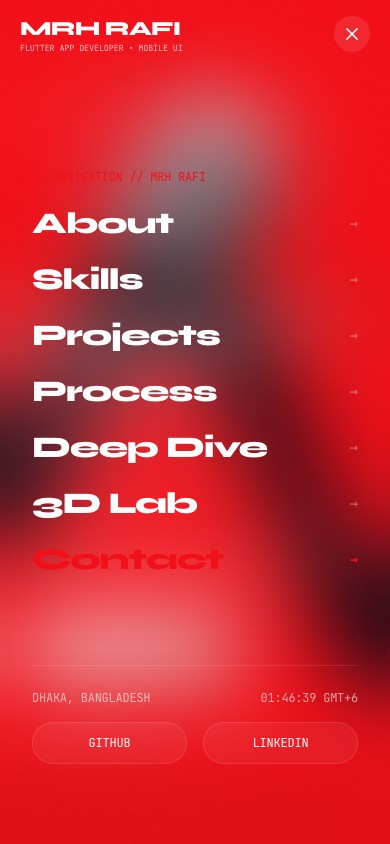 MRH RAFI
FLUTTER APP DEVELOPER • MOBILE UI
NAVIGATION // MRH RAFI
About →
Skills →
Projects →
Process →
Deep Dive →
3D Lab →
Contact →
DHAKA, BANGLADESH 01:46:39 GMT+6
GITHUB LINKEDIN